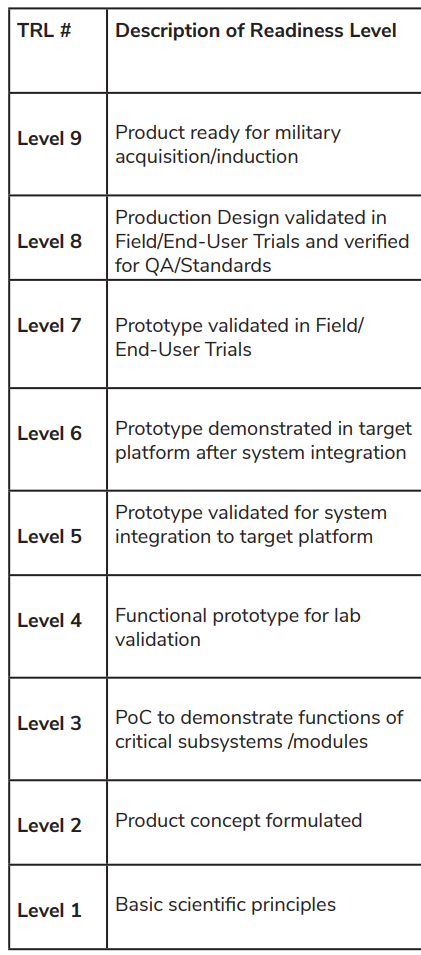 TRL # Description of Readiness Level
Level 9 Product ready for military
acquisition/induction
Production Design validated in
Level 8 Field/End-User Trials and verified
for QA/Standards
Level 7 Prototype validated in Field/
End-User Trials
Level 6 Prototype demonstrated in target
platform after system integration
Prototype validated for system
Level 5 integration to target platform
Level 4 Functional prototype for lab
validation
Level 3 PoC to demonstrate functions of
critical subsystems /modules
Level 2 Product concept formulated
Level 1 Basic scientific principles